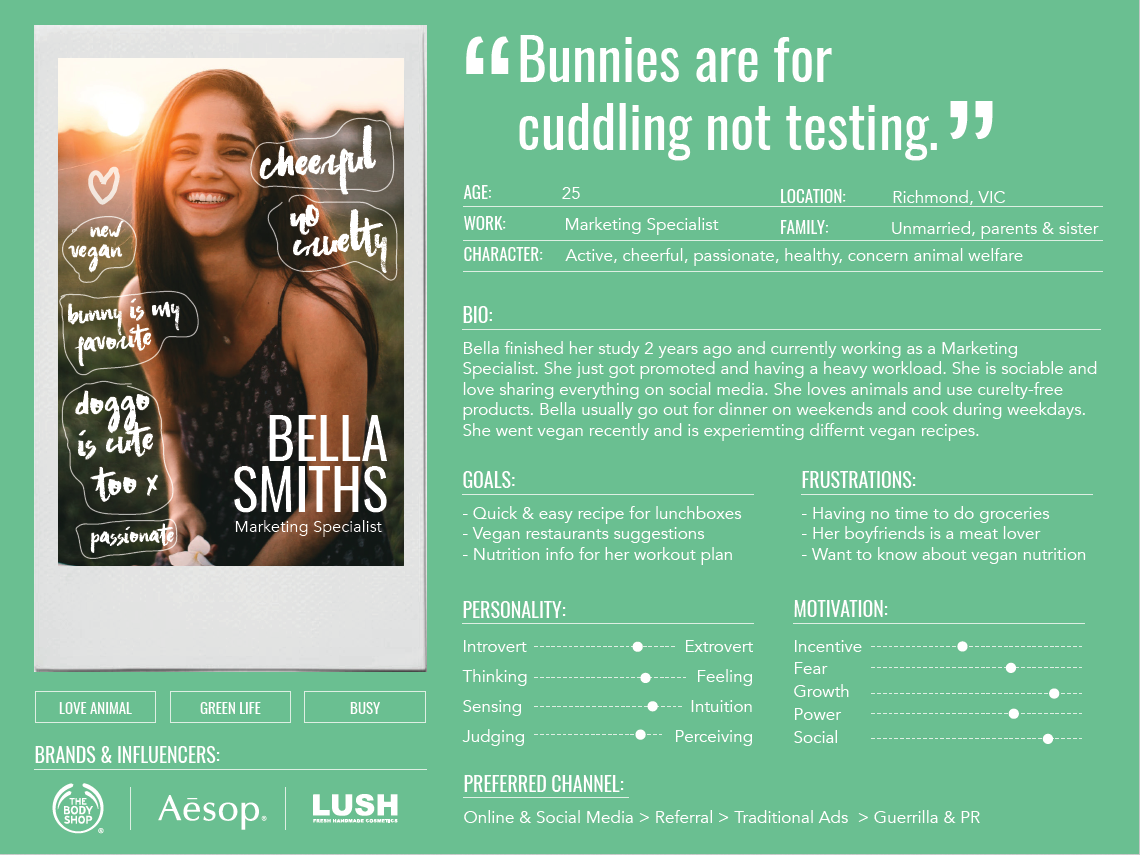 “Bunnies are for
cuddling not testing.”
cheerful
no
cruelty
new
vegan
bunny is my
favorite
doggo
is cute
too x
passionate
BELLA
SMITHS
Marketing Specialist
LOVE ANIMAL
GREEN LIFE
BUSY
BRANDS & INFLUENCERS:
THE
BODY
SHOP®
Aēsop®
LUSH
FRESH HANDMADE COSMETICS
AGE: 25
LOCATION: Richmond, VIC
WORK: Marketing Specialist
FAMILY: Unmarried, parents & sister
CHARACTER: Active, cheerful, passionate, healthy, concern animal welfare
BIO:
Bella finished her study 2 years ago and currently working as a Marketing
Specialist. She just got promoted and having a heavy workload. She is sociable and
love sharing everything on social media. She loves animals and use curelty-free
products. Bella usually go out for dinner on weekends and cook during weekdays.
She went vegan recently and is experiemting differnt vegan recipes.
GOALS:
- Quick & easy recipe for lunchboxes
- Vegan restaurants suggestions
- Nutrition info for her workout plan
FRUSTRATIONS:
- Having no time to do groceries
- Her boyfriends is a meat lover
- Want to know about vegan nutrition
PERSONALITY:
Introvert Extrovert
Thinking Feeling
Sensing Intuition
Judging Perceiving
MOTIVATION:
Incentive
Fear
Growth
Power
Social
PREFERRED CHANNEL:
Online & Social Media > Referral > Traditional Ads > Guerrilla & PR